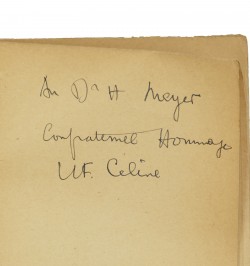 Au Dr H Meyer
Confraternel Hommage
LF. Céline